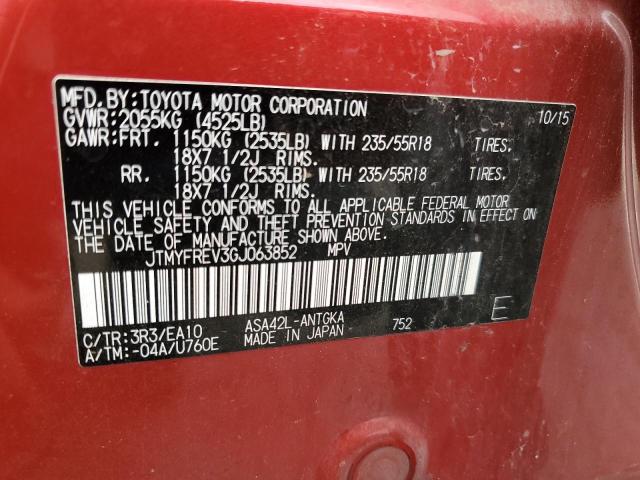 MFD.BY:TOYOTA MOTOR CORPORATION 10/15
GVWR:2055KG (4525LB)
GAWR:FRT. 1150KG (2535LB) WITH 235/55R18 TIRES.
18X7 1/2J RIMS.
RR. 1150KG (2535LB) WITH 235/55R18 TIRES.
18X7 1/2J RIMS.
THIS VEHICLE CONFORMS TO ALL APPLICABLE FEDERAL MOTOR
VEHICLE SAFETY AND THEFT PREVENTION STANDARDS IN EFFECT ON
THE DATE OF MANUFACTURE SHOWN ABOVE.
JTMYFREV3GJ063852 MPV
C/TR:3R3/EA10 ASA42L-ANTGKA 752 E
A/TM:-04A/U760E MADE IN JAPAN